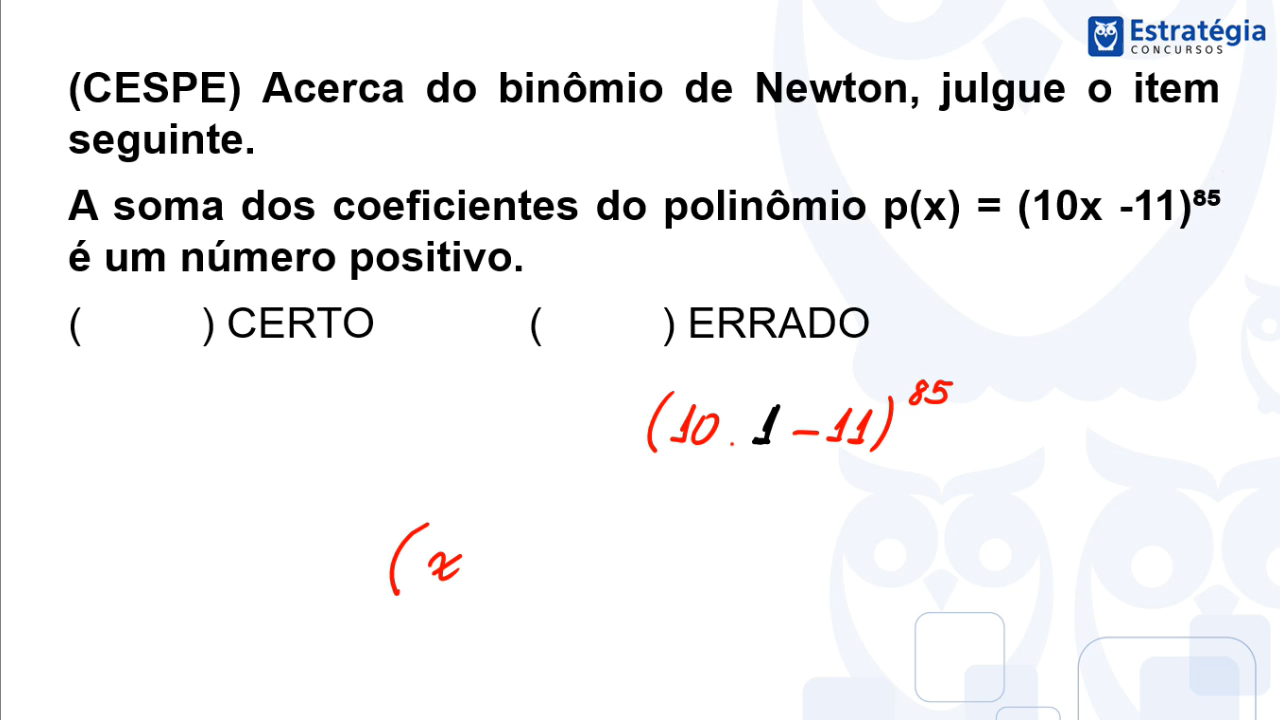 Estratégia
CONCURSOS
(CESPE) Acerca do binômio de Newton, julgue o item
seguinte.
A soma dos coeficientes do polinômio p(x) = (10x -11)⁸⁵
é um número positivo.
( ) CERTO ( ) ERRADO
(10 . 1 - 11)⁸⁵
(x